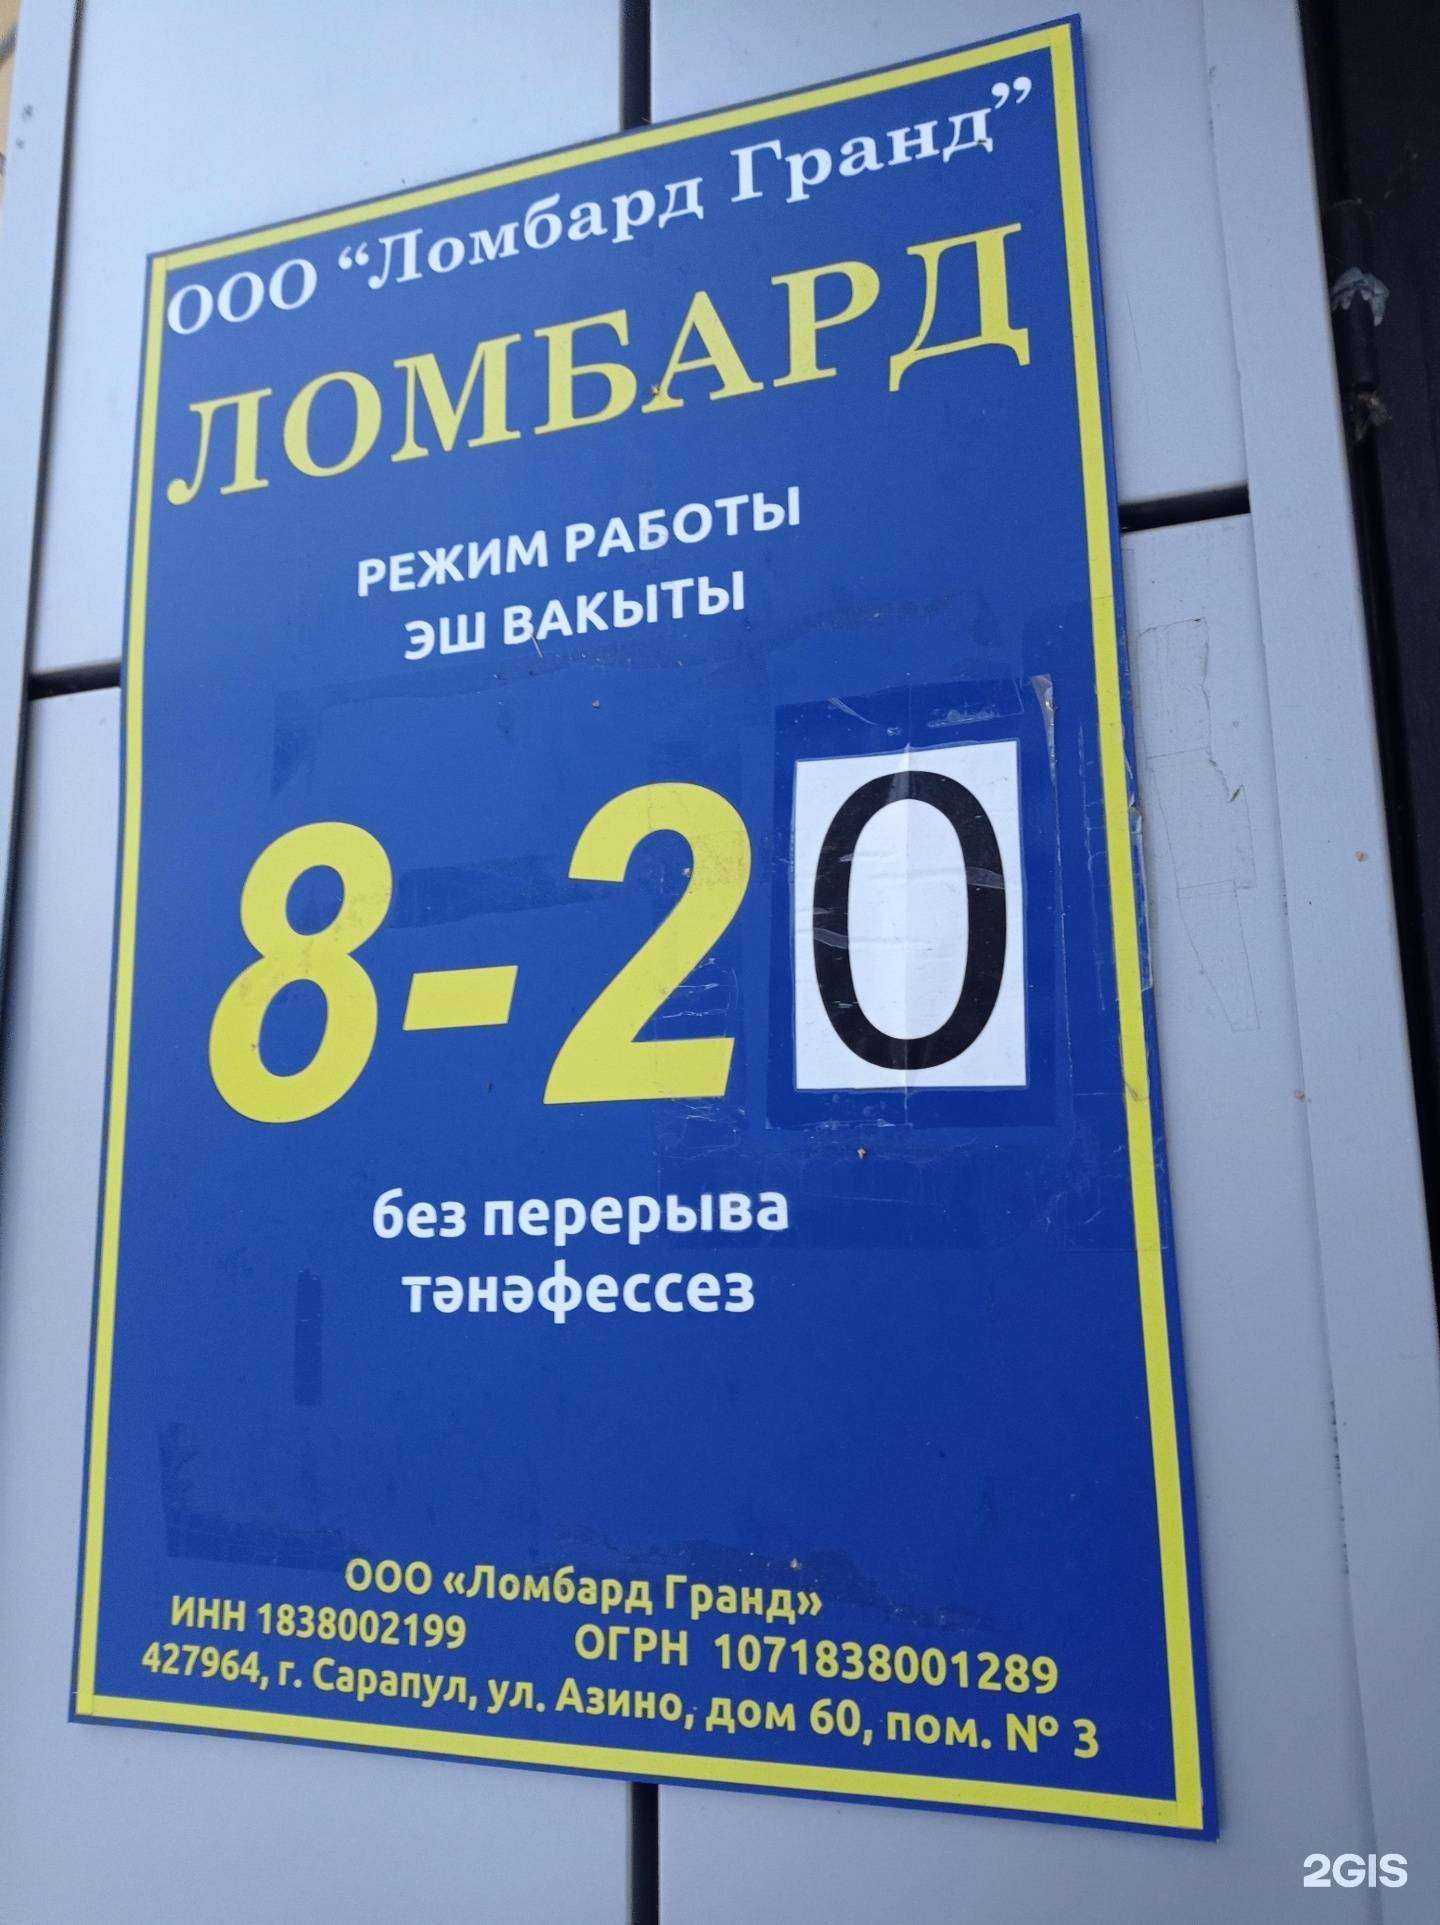 ООО “Ломбард Гранд”
ЛОМБАРД
РЕЖИМ РАБОТЫ
ЭШ ВАКЫТЫ
8-20
без перерыва
тәнәфессез
ООО «Ломбард Гранд»
ИНН 1838002199 ОГРН 1071838001289
427964, г. Сарапул, ул. Азино, дом 60, пом. № 3
2GIS